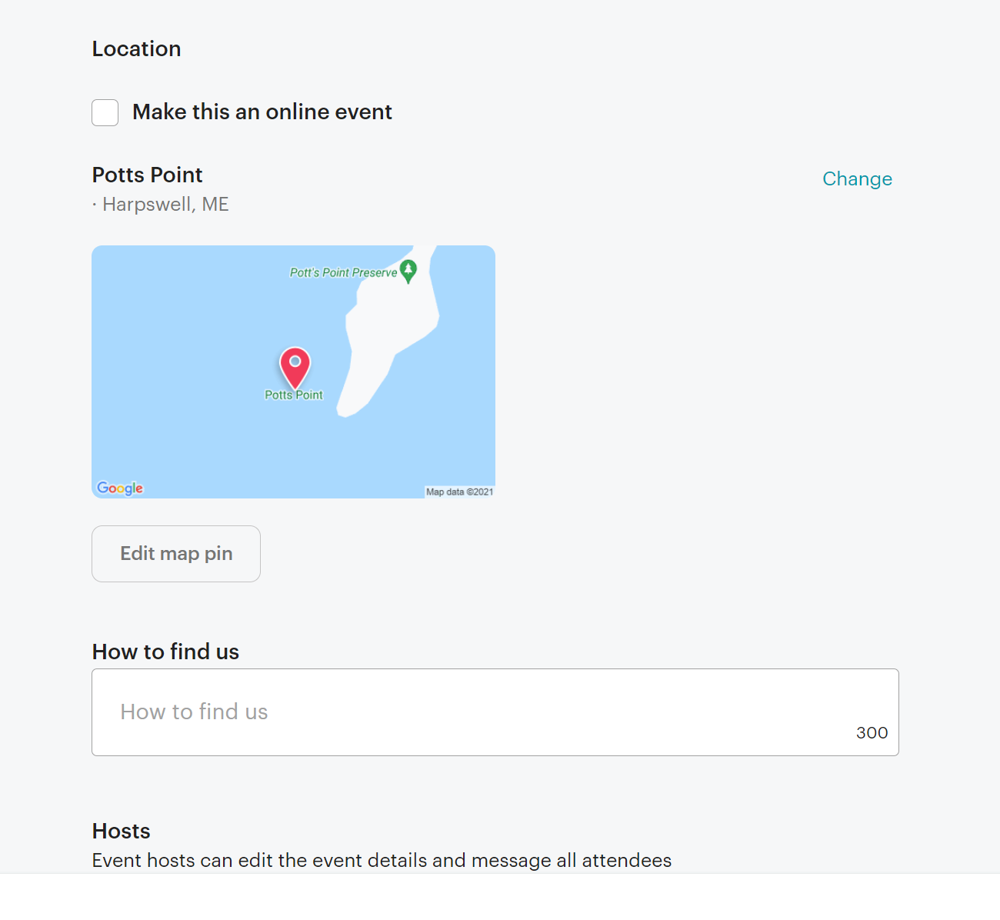 Location
Make this an online event
Potts Point
Change
· Harpswell, ME
Pott's Point Preserve
Potts Point
Google
Map data ©2021
Edit map pin
How to find us
How to find us
300
Hosts
Event hosts can edit the event details and message all attendees